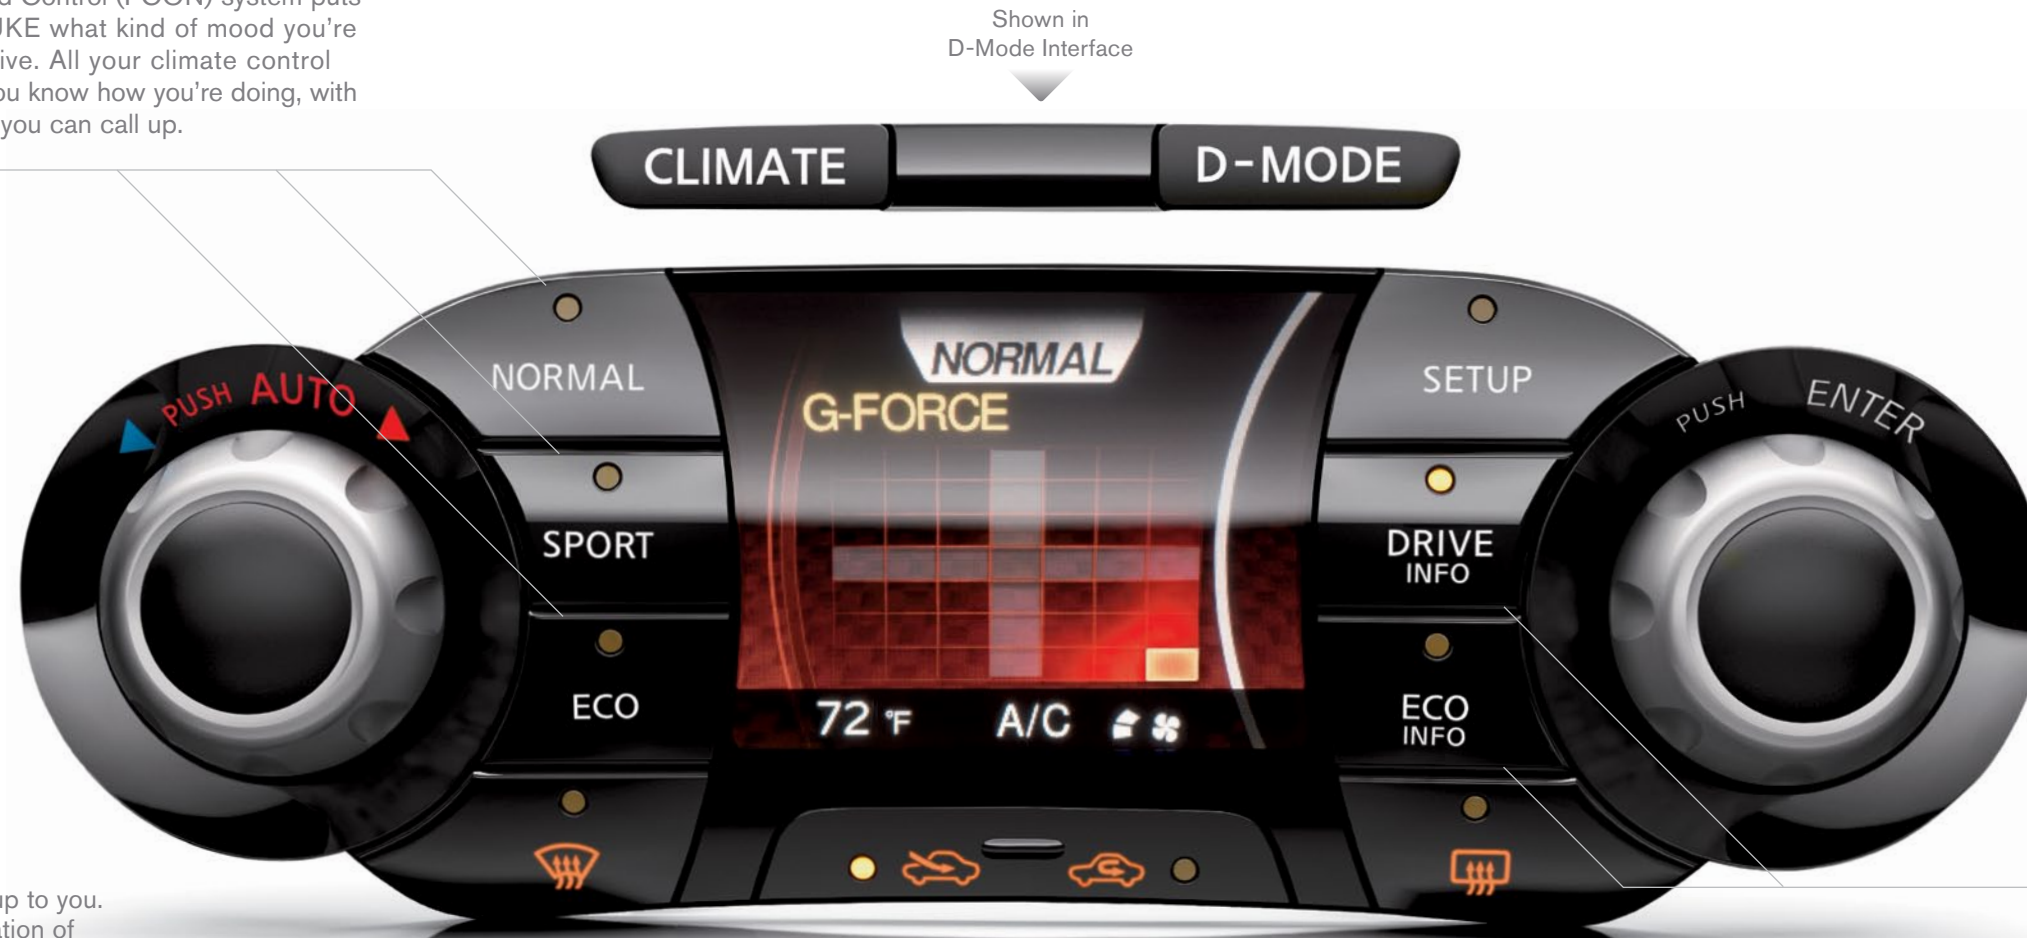 d Control (I-CON) system puts
UKE what kind of mood you're
ive. All your climate control
ou know how you're doing, with
you can call up.
Shown in
D-Mode Interface
CLIMATE
D-MODE
NORMAL
SPORT
ECO
PUSH AUTO
NORMAL
G-FORCE
72 °F A/C
SETUP
DRIVE
INFO
ECO
INFO
PUSH ENTER
up to you.
ation of